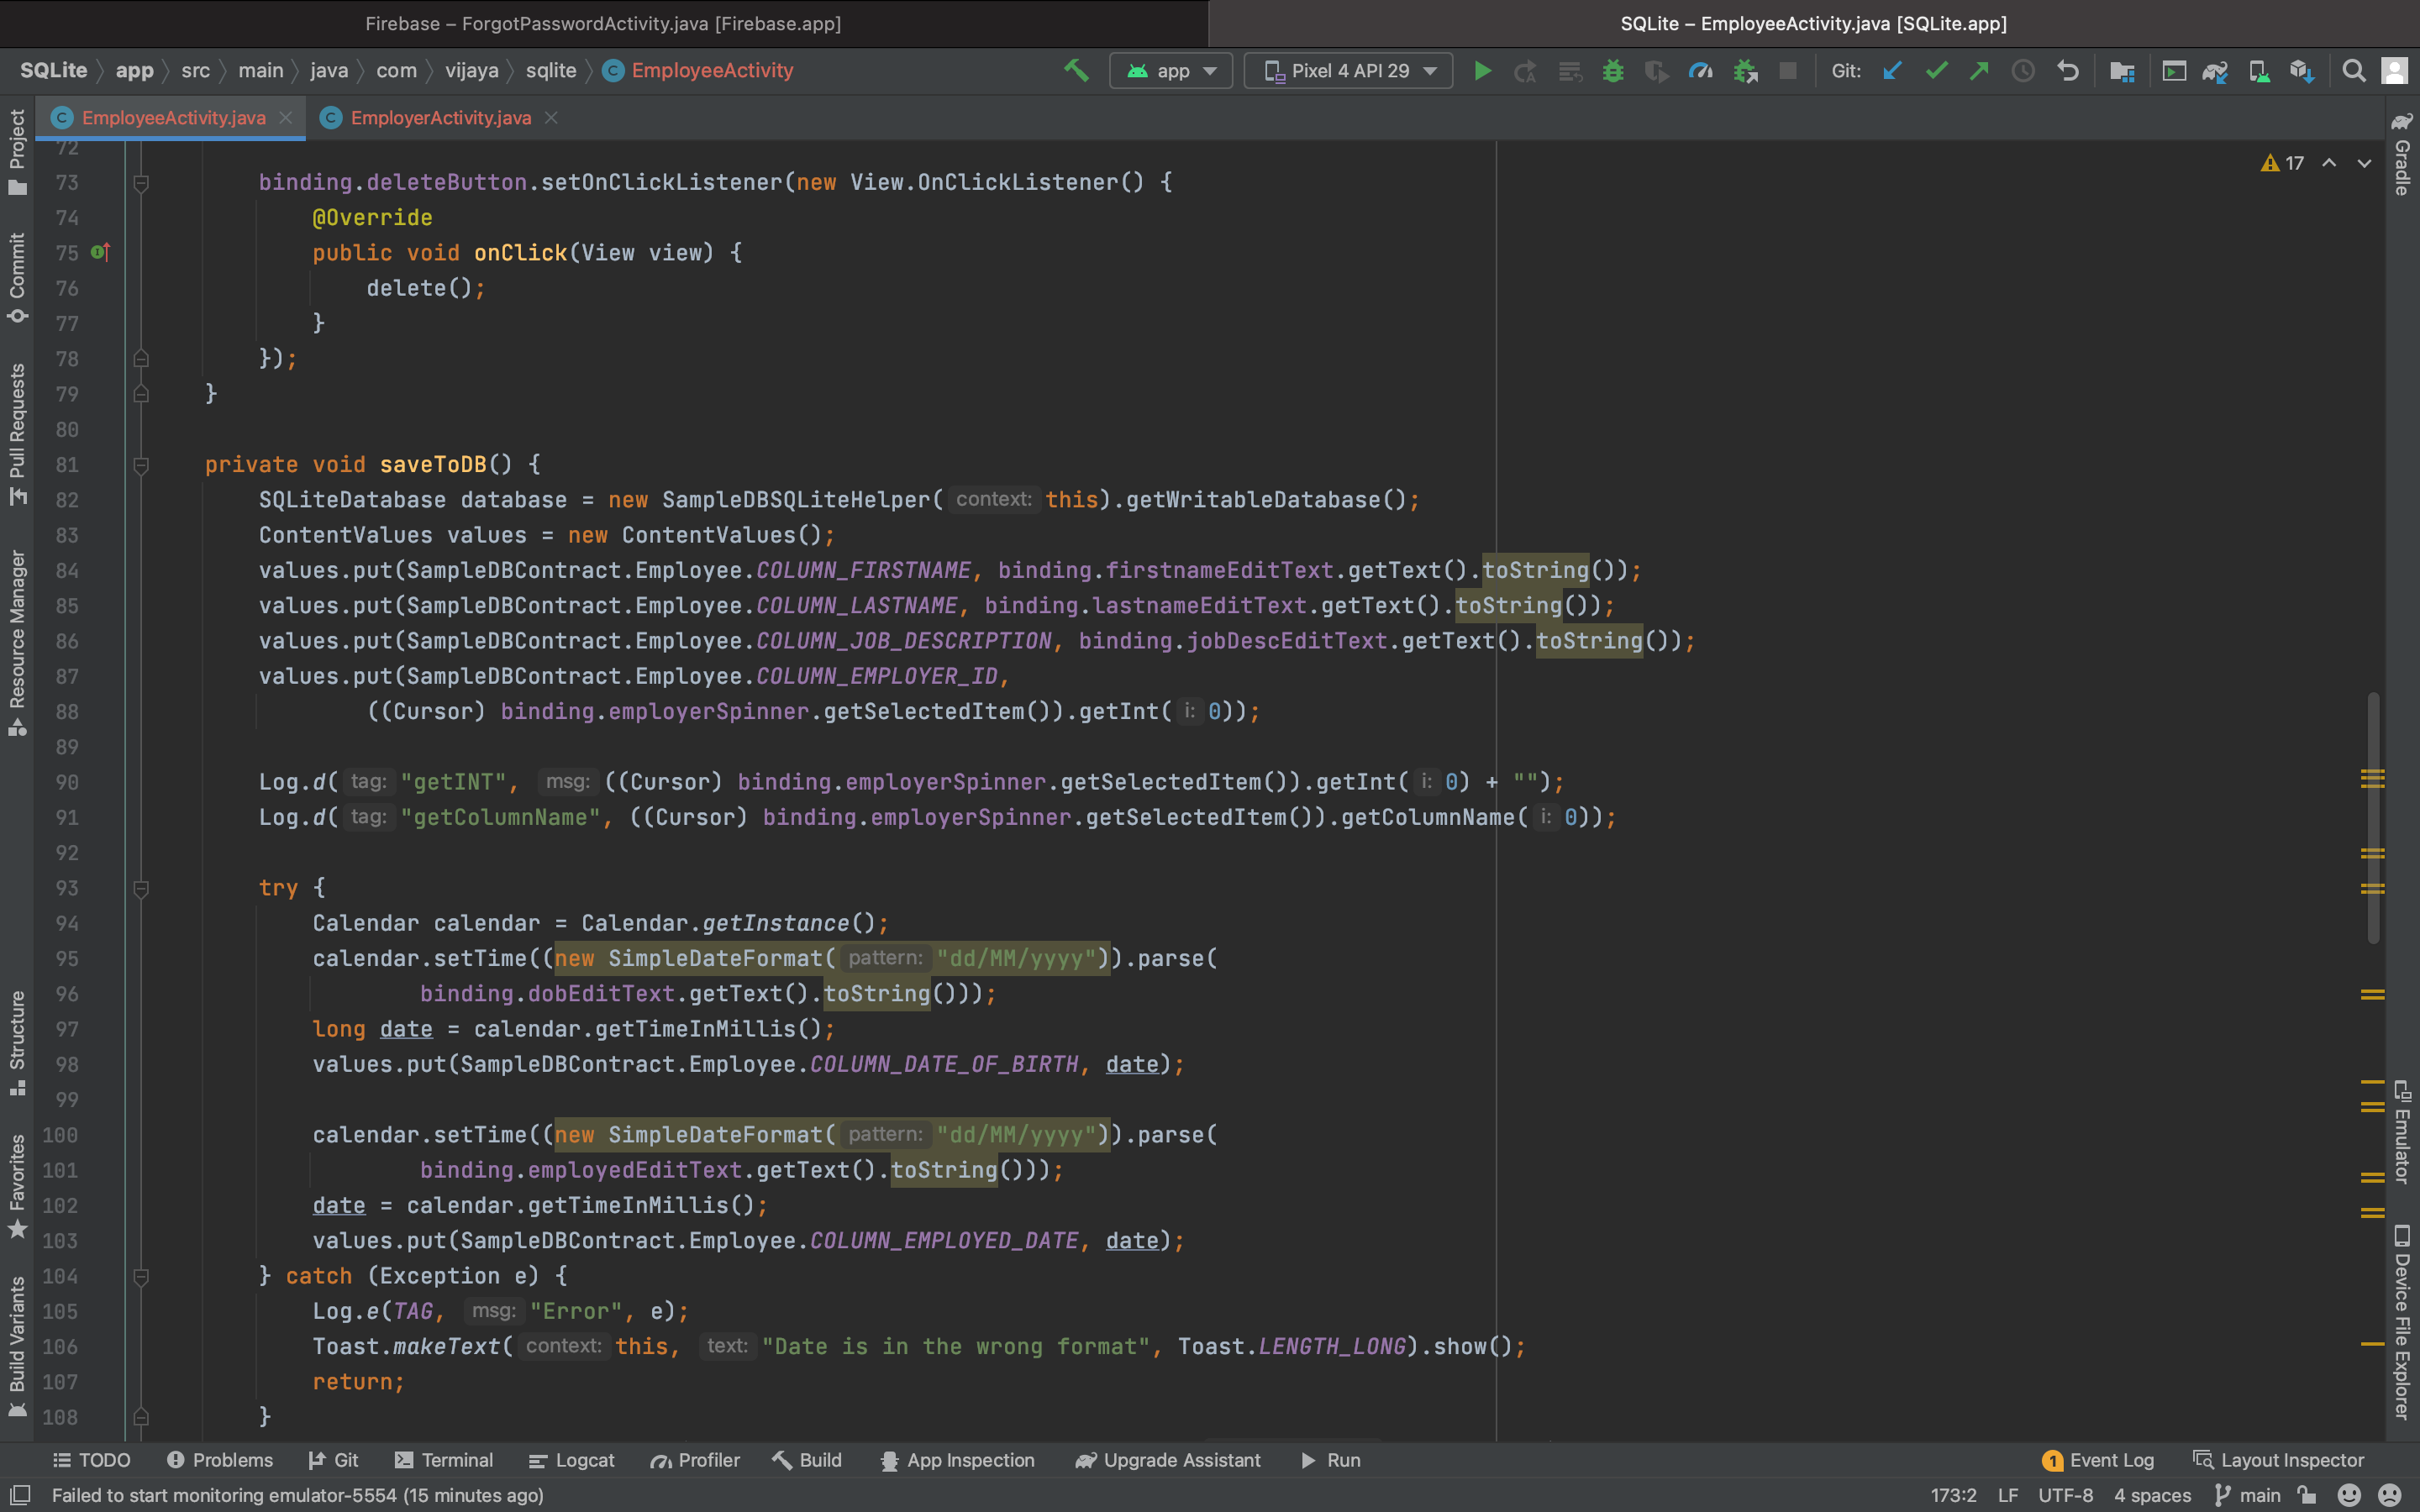 Firebase – ForgotPasswordActivity.java [Firebase.app]
SQLite – EmployeeActivity.java [SQLite.app]
SQLite app src main java com vijaya sqlite EmployeeActivity
app
Pixel 4 API 29
Git:
EmployeeActivity.java
EmployerActivity.java
17
Project
Commit
Pull Requests
Resource Manager
Structure
Favorites
Build Variants
72
73 binding.deleteButton.setOnClickListener(new View.OnClickListener() {
74 @Override
75 public void onClick(View view) {
76 delete();
77 }
78 });
79 }
80
81 private void saveToDB() {
82 SQLiteDatabase database = new SampleDBSQLiteHelper( context: this).getWritableDatabase();
83 ContentValues values = new ContentValues();
84 values.put(SampleDBContract.Employee.COLUMN_FIRSTNAME, binding.firstnameEditText.getText().toString());
85 values.put(SampleDBContract.Employee.COLUMN_LASTNAME, binding.lastnameEditText.getText().toString());
86 values.put(SampleDBContract.Employee.COLUMN_JOB_DESCRIPTION, binding.jobDescEditText.getText().toString());
87 values.put(SampleDBContract.Employee.COLUMN_EMPLOYER_ID,
88 ((Cursor) binding.employerSpinner.getSelectedItem()).getInt( i: 0));
89
90 Log.d( tag: "getINT", msg: ((Cursor) binding.employerSpinner.getSelectedItem()).getInt( i: 0) + "");
91 Log.d( tag: "getColumnName", ((Cursor) binding.employerSpinner.getSelectedItem()).getColumnName( i: 0));
92
93 try {
94 Calendar calendar = Calendar.getInstance();
95 calendar.setTime((new SimpleDateFormat( pattern: "dd/MM/yyyy")).parse(
96 binding.dobEditText.getText().toString()));
97 long date = calendar.getTimeInMillis();
98 values.put(SampleDBContract.Employee.COLUMN_DATE_OF_BIRTH, date);
99
100 calendar.setTime((new SimpleDateFormat( pattern: "dd/MM/yyyy")).parse(
101 binding.employedEditText.getText().toString()));
102 date = calendar.getTimeInMillis();
103 values.put(SampleDBContract.Employee.COLUMN_EMPLOYED_DATE, date);
104 } catch (Exception e) {
105 Log.e(TAG, msg: "Error", e);
106 Toast.makeText( context: this, text: "Date is in the wrong format", Toast.LENGTH_LONG).show();
107 return;
108 }
Gradle
Emulator
Device File Explorer
TODO Problems Git Terminal Logcat Profiler Build App Inspection Upgrade Assistant Run
1 Event Log Layout Inspector
Failed to start monitoring emulator-5554 (15 minutes ago)
173:2 LF UTF-8 4 spaces main